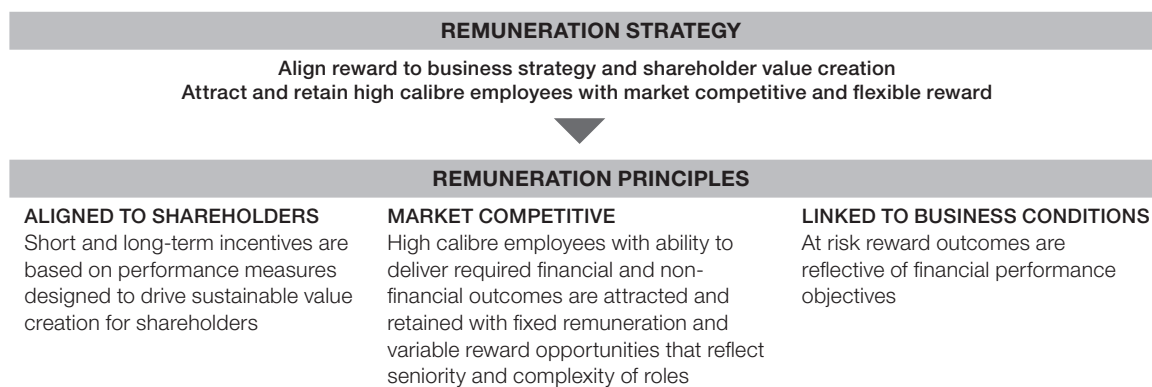 REMUNERATION STRATEGY
Align reward to business strategy and shareholder value creation
Attract and retain high calibre employees with market competitive and flexible reward
REMUNERATION PRINCIPLES
ALIGNED TO SHAREHOLDERS
Short and long-term incentives are
based on performance measures
designed to drive sustainable value
creation for shareholders
MARKET COMPETITIVE
High calibre employees with ability to
deliver required financial and non-
financial outcomes are attracted and
retained with fixed remuneration and
variable reward opportunities that reflect
seniority and complexity of roles
LINKED TO BUSINESS CONDITIONS
At risk reward outcomes are
reflective of financial performance
objectives